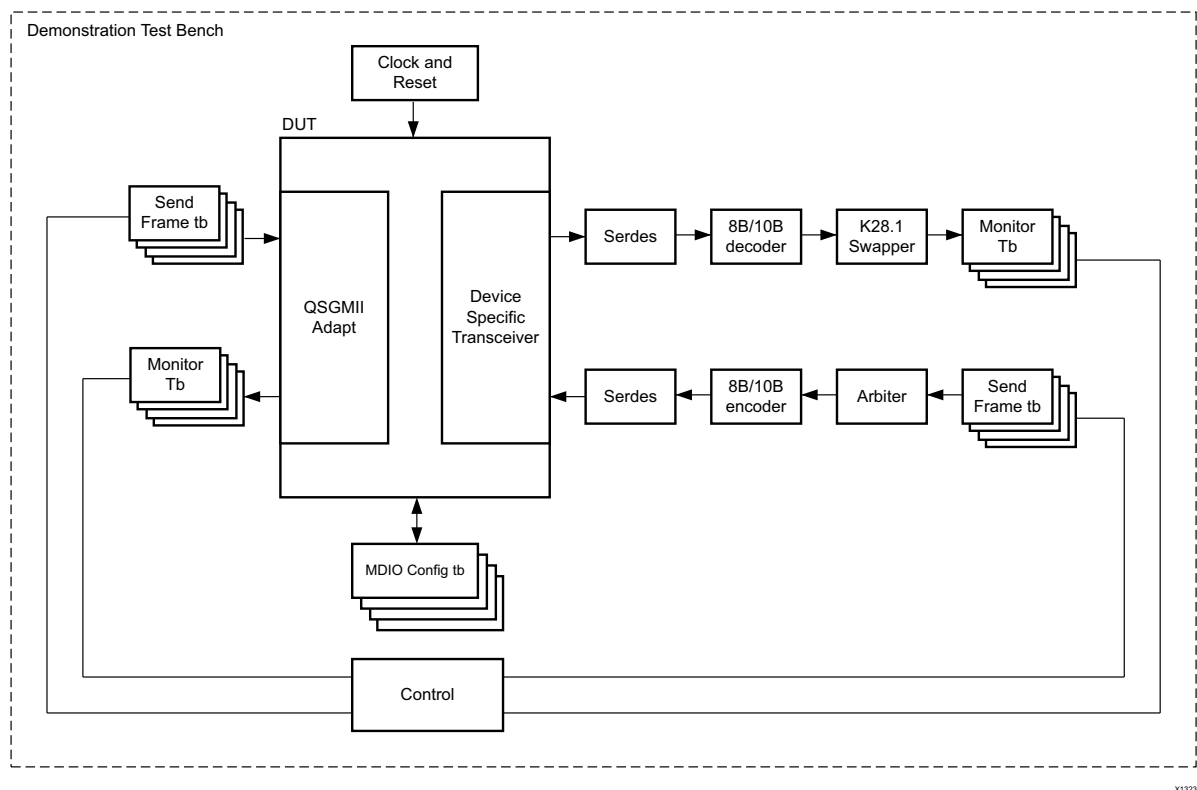 Demonstration Test Bench
Clock and
Reset
DUT
Send
Frame tb
QSGMII
Adapt
Device
Specific
Transceiver
Serdes
8B/10B
decoder
K28.1
Swapper
Monitor
Tb
Monitor
Tb
Serdes
8B/10B
encoder
Arbiter
Send
Frame tb
MDIO Config tb
Control
X1323